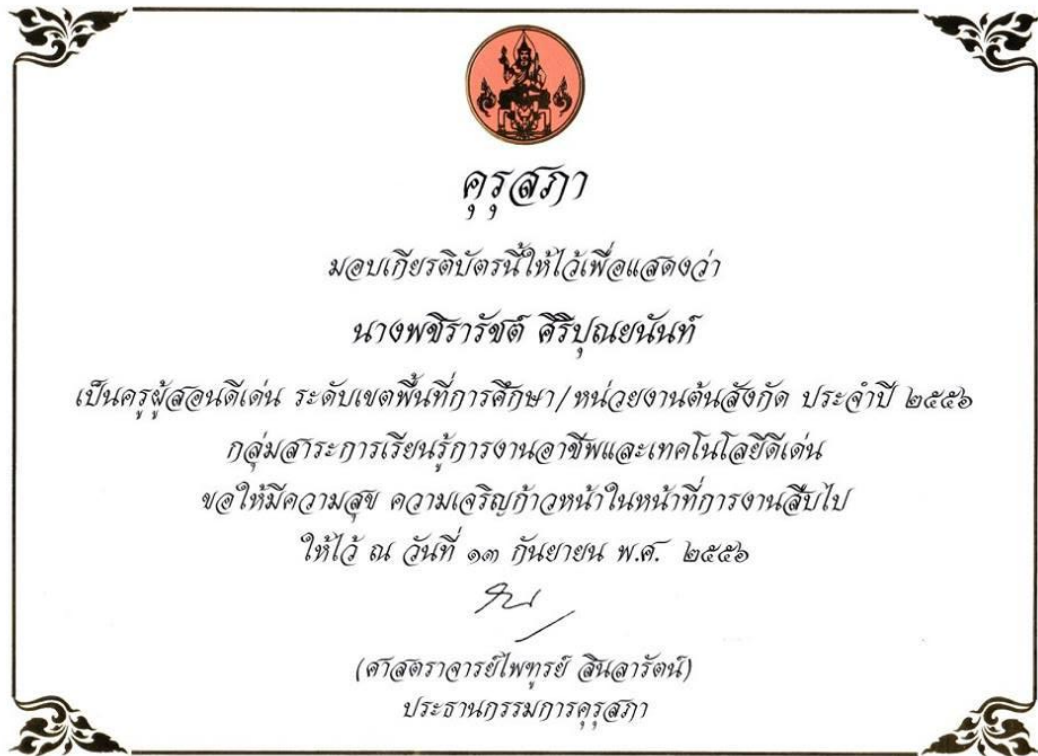 คุรุสภา
มอบเกียรติบัตรนี้ให้ไว้เพื่อแสดงว่า
นางพชิรารัชต์ ศิริปุณยนันท์
เป็นครูผู้สอนดีเด่น ระดับเขตพื้นที่การศึกษา/หน่วยงานต้นสังกัด ประจำปี ๒๕๕๖
กลุ่มสาระการเรียนรู้การงานอาชีพและเทคโนโลยีดีเด่น
ขอให้มีความสุข ความเจริญก้าวหน้าในหน้าที่การงานสืบไป
ให้ไว้ ณ วันที่ ๑๓ กันยายน พ.ศ. ๒๕๕๖
(ศาสตราจารย์ไพฑูรย์ สินลารัตน์)
ประธานกรรมการคุรุสภา